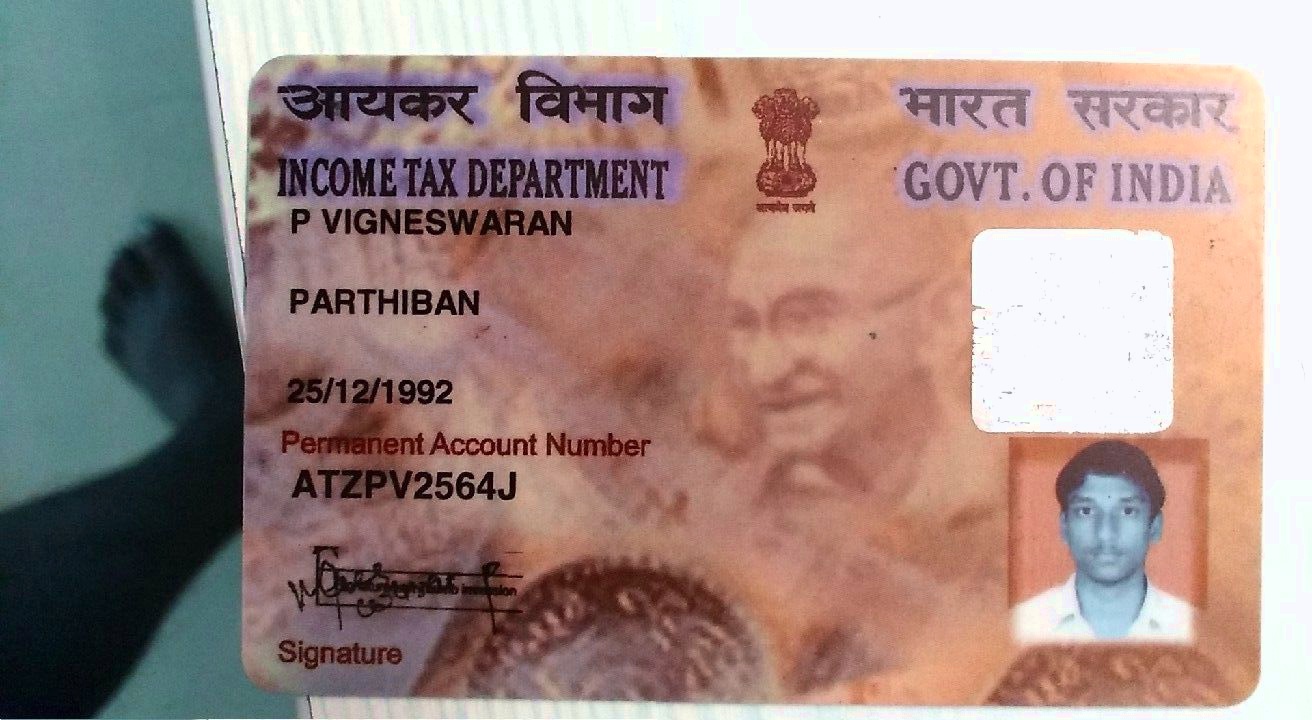 आयकर विभाग
भारत सरकार
INCOME TAX DEPARTMENT
GOVT. OF INDIA
सत्यमेव जयते
P VIGNESWARAN
PARTHIBAN
25/12/1992
Permanent Account Number
ATZPV2564J
Signature